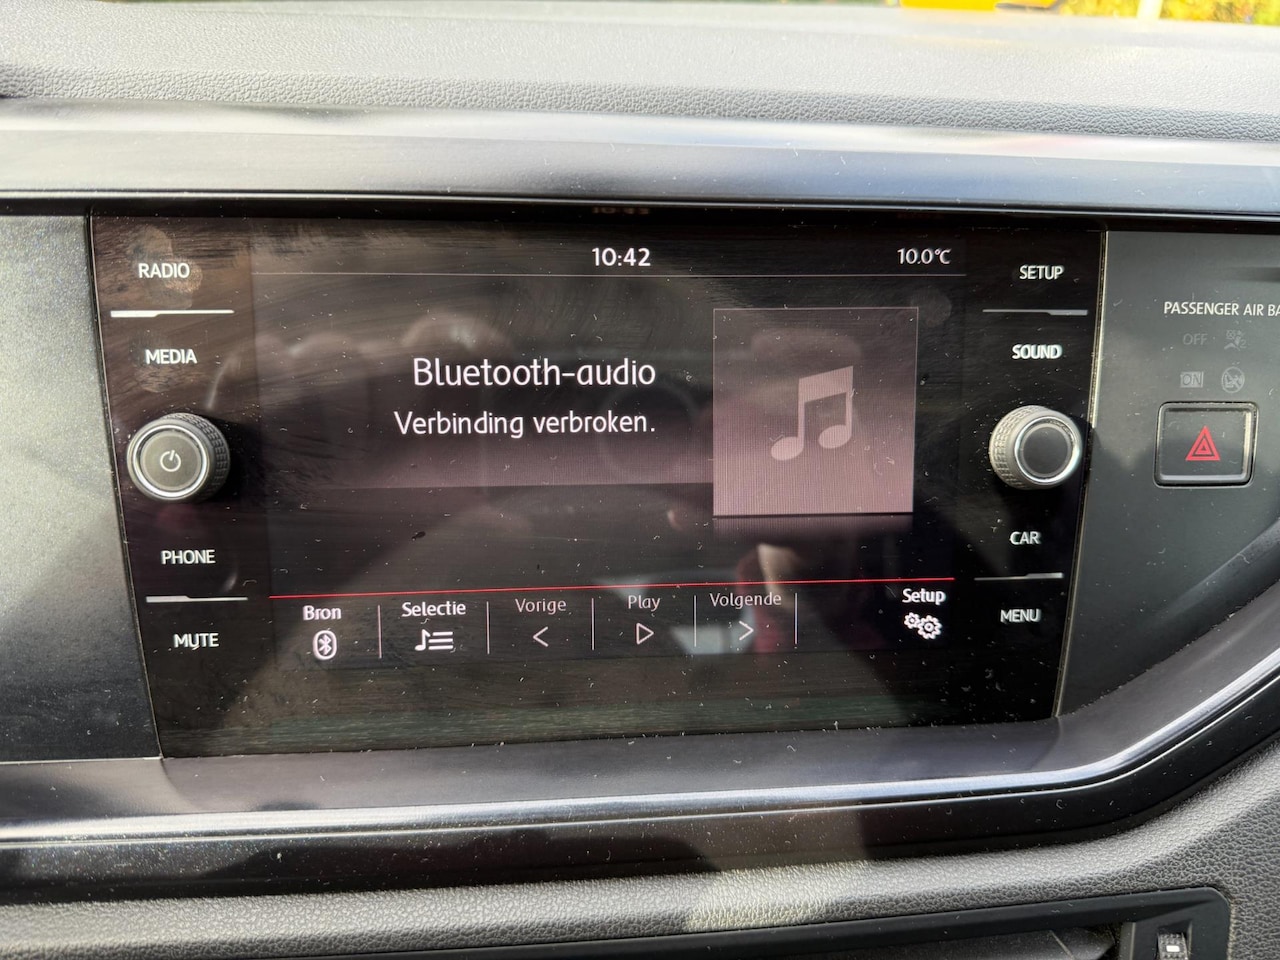 10:42
10.0°C
RADIO
MEDIA
PHONE
MUTE
Bluetooth-audio
Verbinding verbroken.
Bron
Selectie
Vorige
Play
Volgende
Setup
SETUP
SOUND
CAR
MENU
PASSENGER AIR BA
OFF
ON